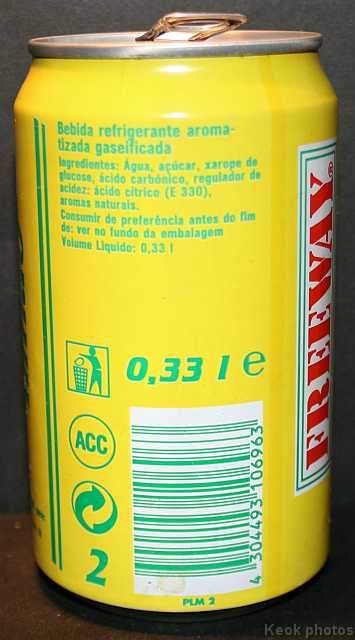 Bebida refrigerante aroma-
tizada gaseificada
Ingredientes: Água, açúcar, xarope de
glucose, ácido carbónico, regulador de
acidez: ácido cítrico (E 330),
aromas naturais.
Consumir de preferência antes do fim
de: ver no fundo da embalagem
Volume Líquido: 0,33 l
0,33 l e
ACC
2
4 304493 106963
PLM 2
FREEWAY®
Keok photos